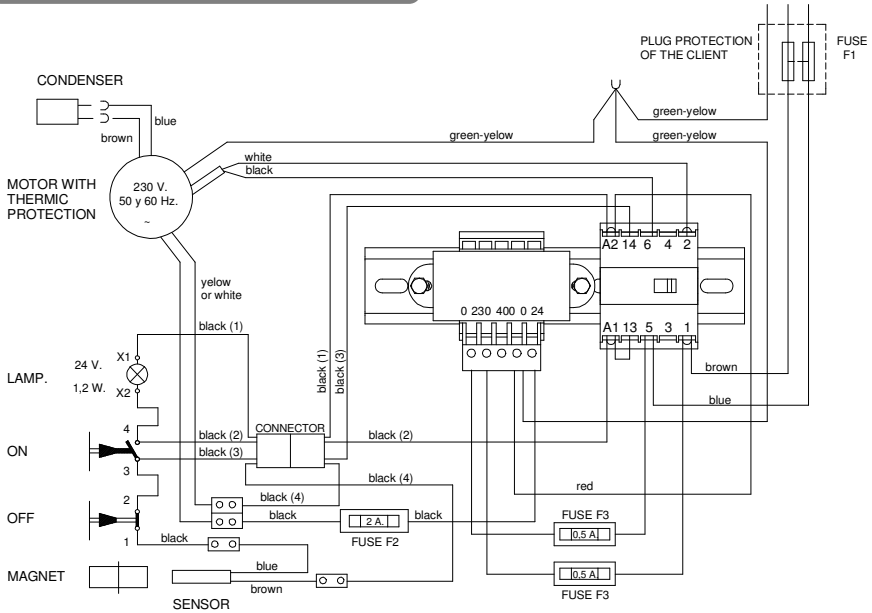 PLUG PROTECTION
OF THE CLIENT
FUSE
F1
CONDENSER
blue
brown
green-yelow
green-yelow
green-yelow
white
black
MOTOR WITH
THERMIC
PROTECTION
230 V.
50 y 60 Hz.
~
A2 14 6 4 2
yelow
or white
0 230 400 0 24
A1 13 5 3 1
black (1)
black (1)
black (3)
brown
blue
LAMP.
24 V.
1,2 W.
X1
X2
4
CONNECTOR
black (2)
black (2)
ON
black (3)
3
black (4)
red
2
black (4)
OFF
black
2 A.
black
FUSE F2
FUSE F3
0,5 A.
1
black
blue
MAGNET
brown
SENSOR
0,5 A.
FUSE F3